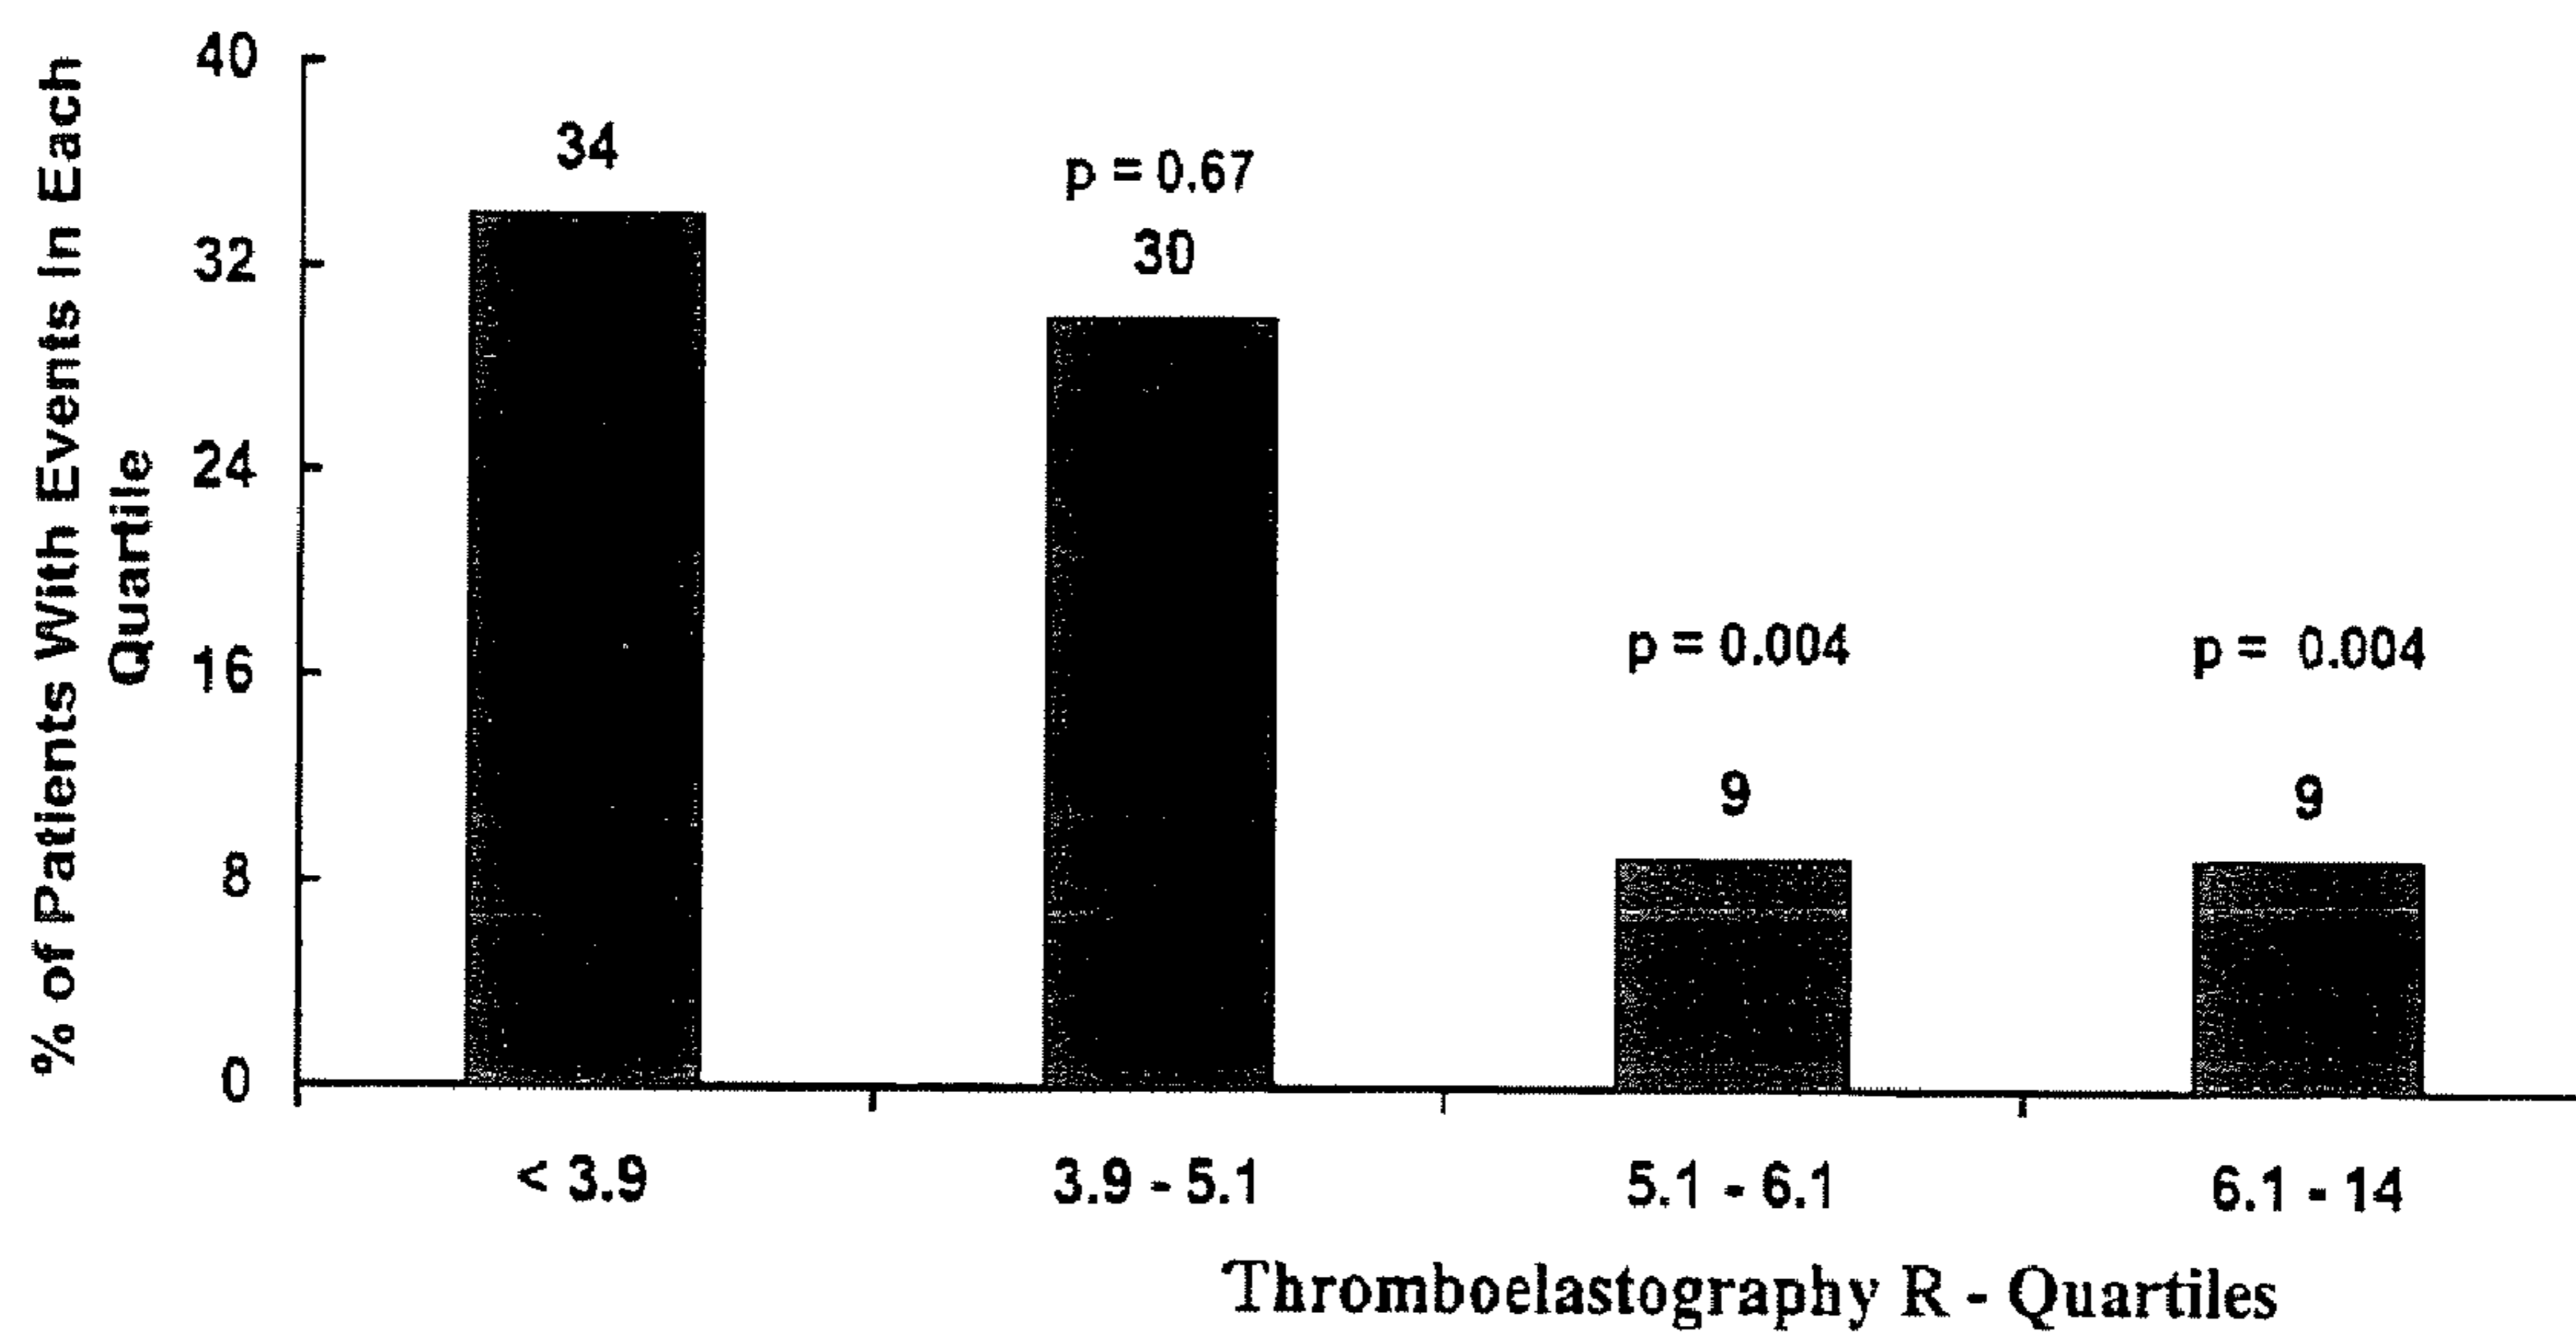 % of Patients With Events In Each
Quartile
40
32
24
16
8
0
34
p = 0.67
30
p = 0.004
9
p = 0.004
9
< 3.9
3.9 - 5.1
5.1 - 6.1
6.1 - 14
Thromboelastography R - Quartiles